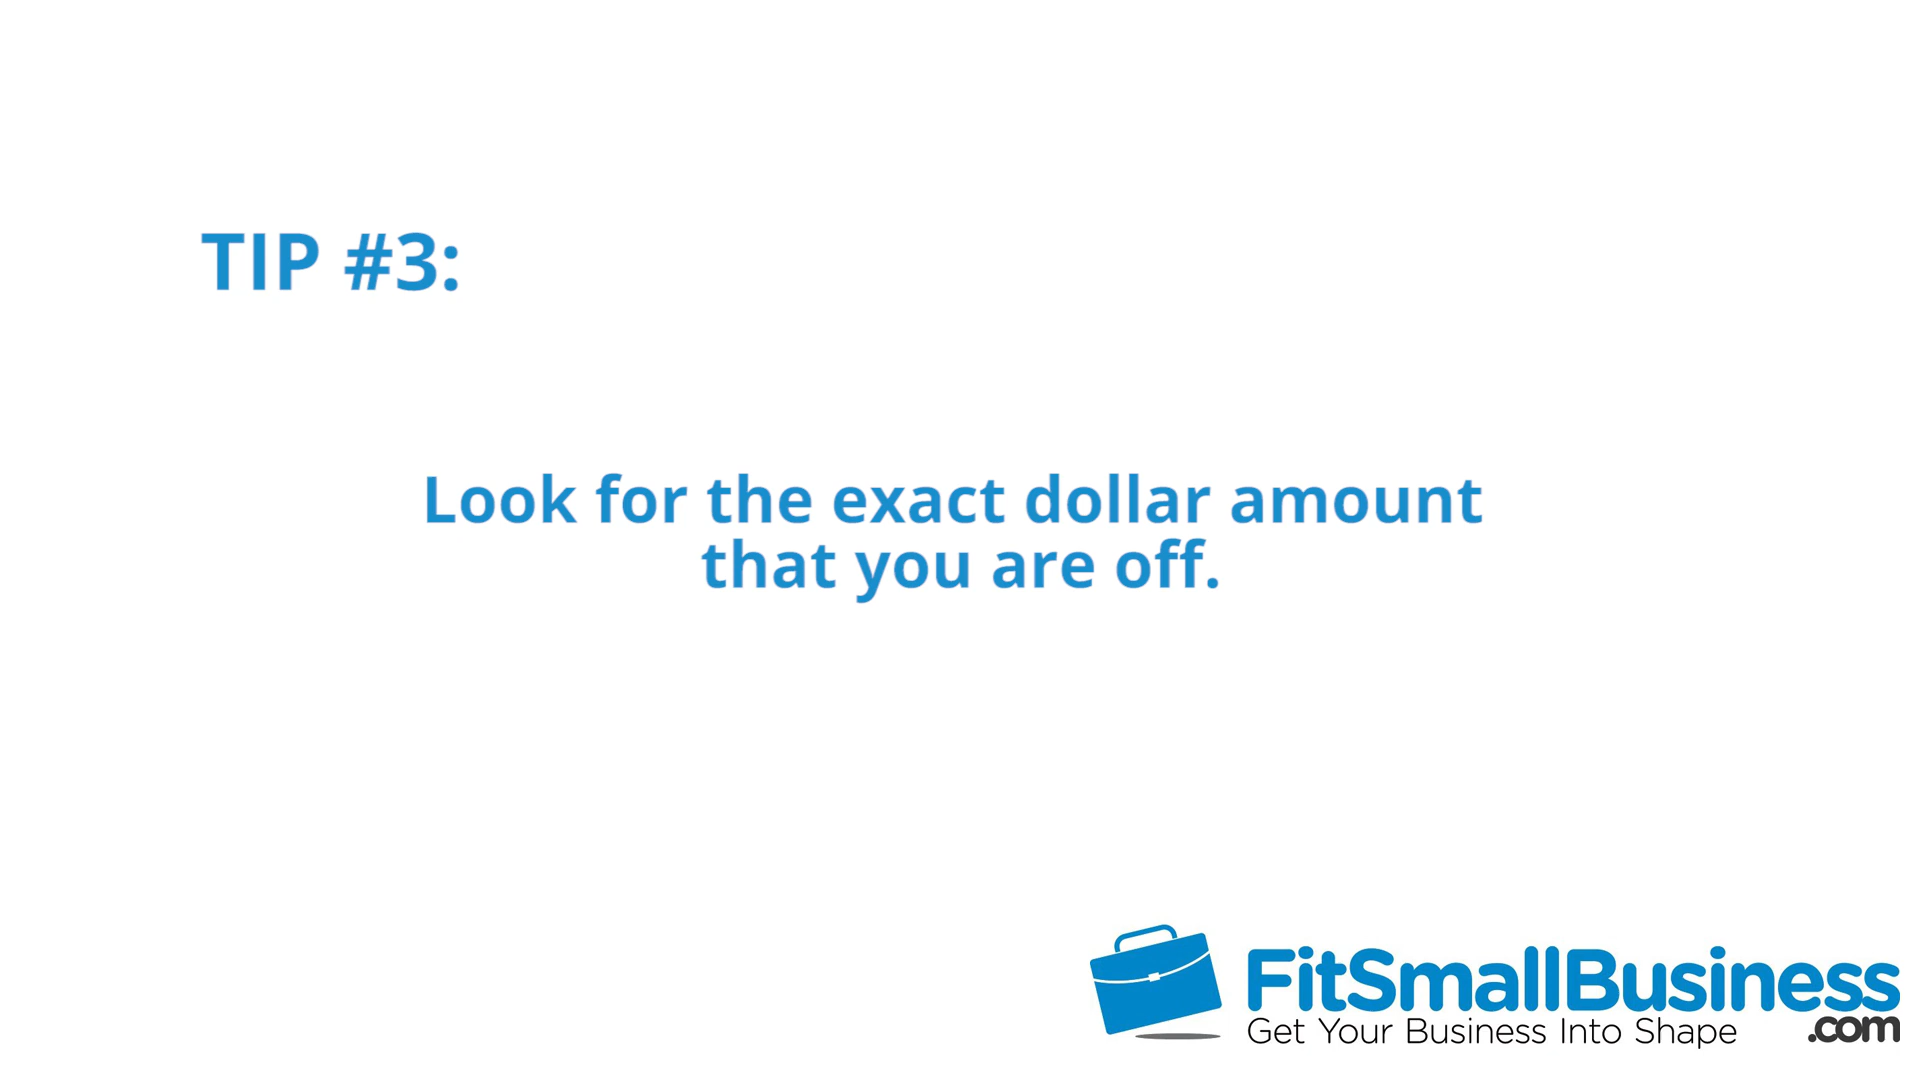 TIP #3:
Look for the exact dollar amount
that you are off.
FitSmallBusiness
Get Your Business Into Shape
.com